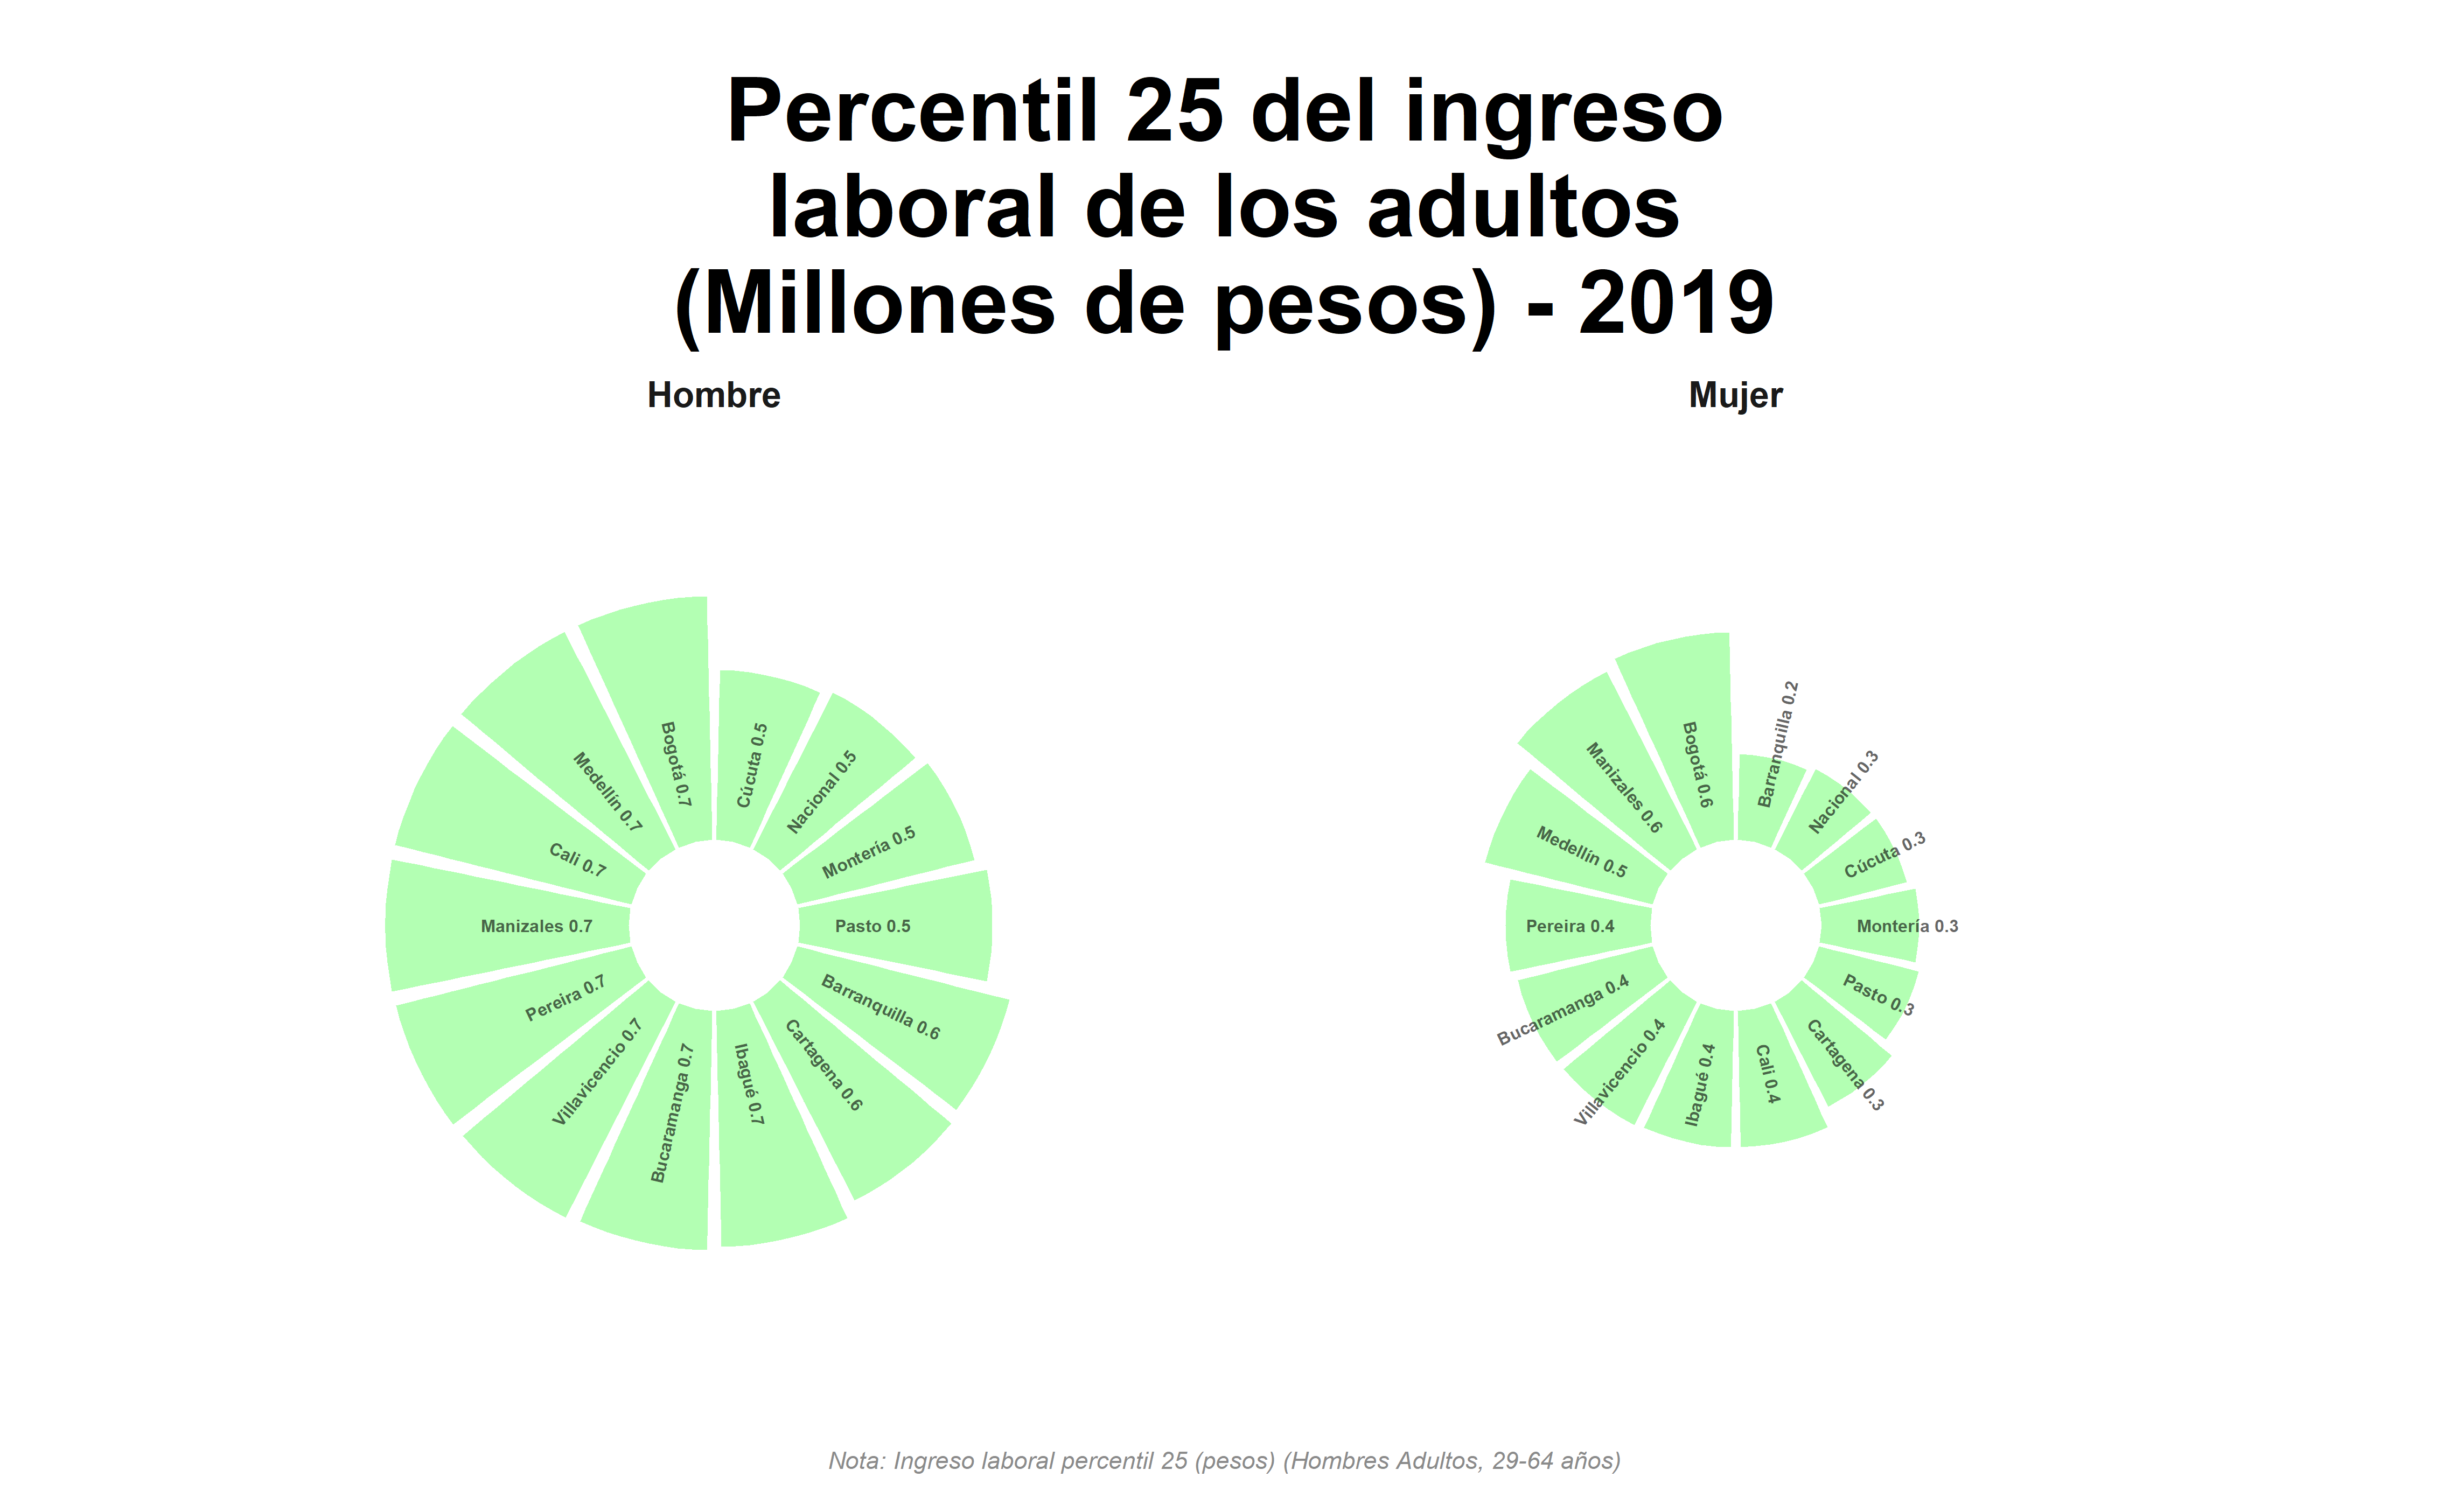 Percentil 25 del ingreso
laboral de los adultos
(Millones de pesos) - 2019
Hombre
Cúcuta 0.5
Nacional 0.5
Montería 0.5
Pasto 0.5
Barranquilla 0.6
Cartagena 0.6
Ibagué 0.7
Bucaramanga 0.7
Villavicencio 0.7
Pereira 0.7
Manizales 0.7
Cali 0.7
Medellín 0.7
Bogotá 0.7
Mujer
Barranquilla 0.2
Nacional 0.3
Cúcuta 0.3
Montería 0.3
Pasto 0.3
Cartagena 0.3
Cali 0.4
Ibagué 0.4
Villavicencio 0.4
Bucaramanga 0.4
Pereira 0.4
Medellín 0.5
Manizales 0.6
Bogotá 0.6
Nota: Ingreso laboral percentil 25 (pesos) (Hombres Adultos, 29-64 años)